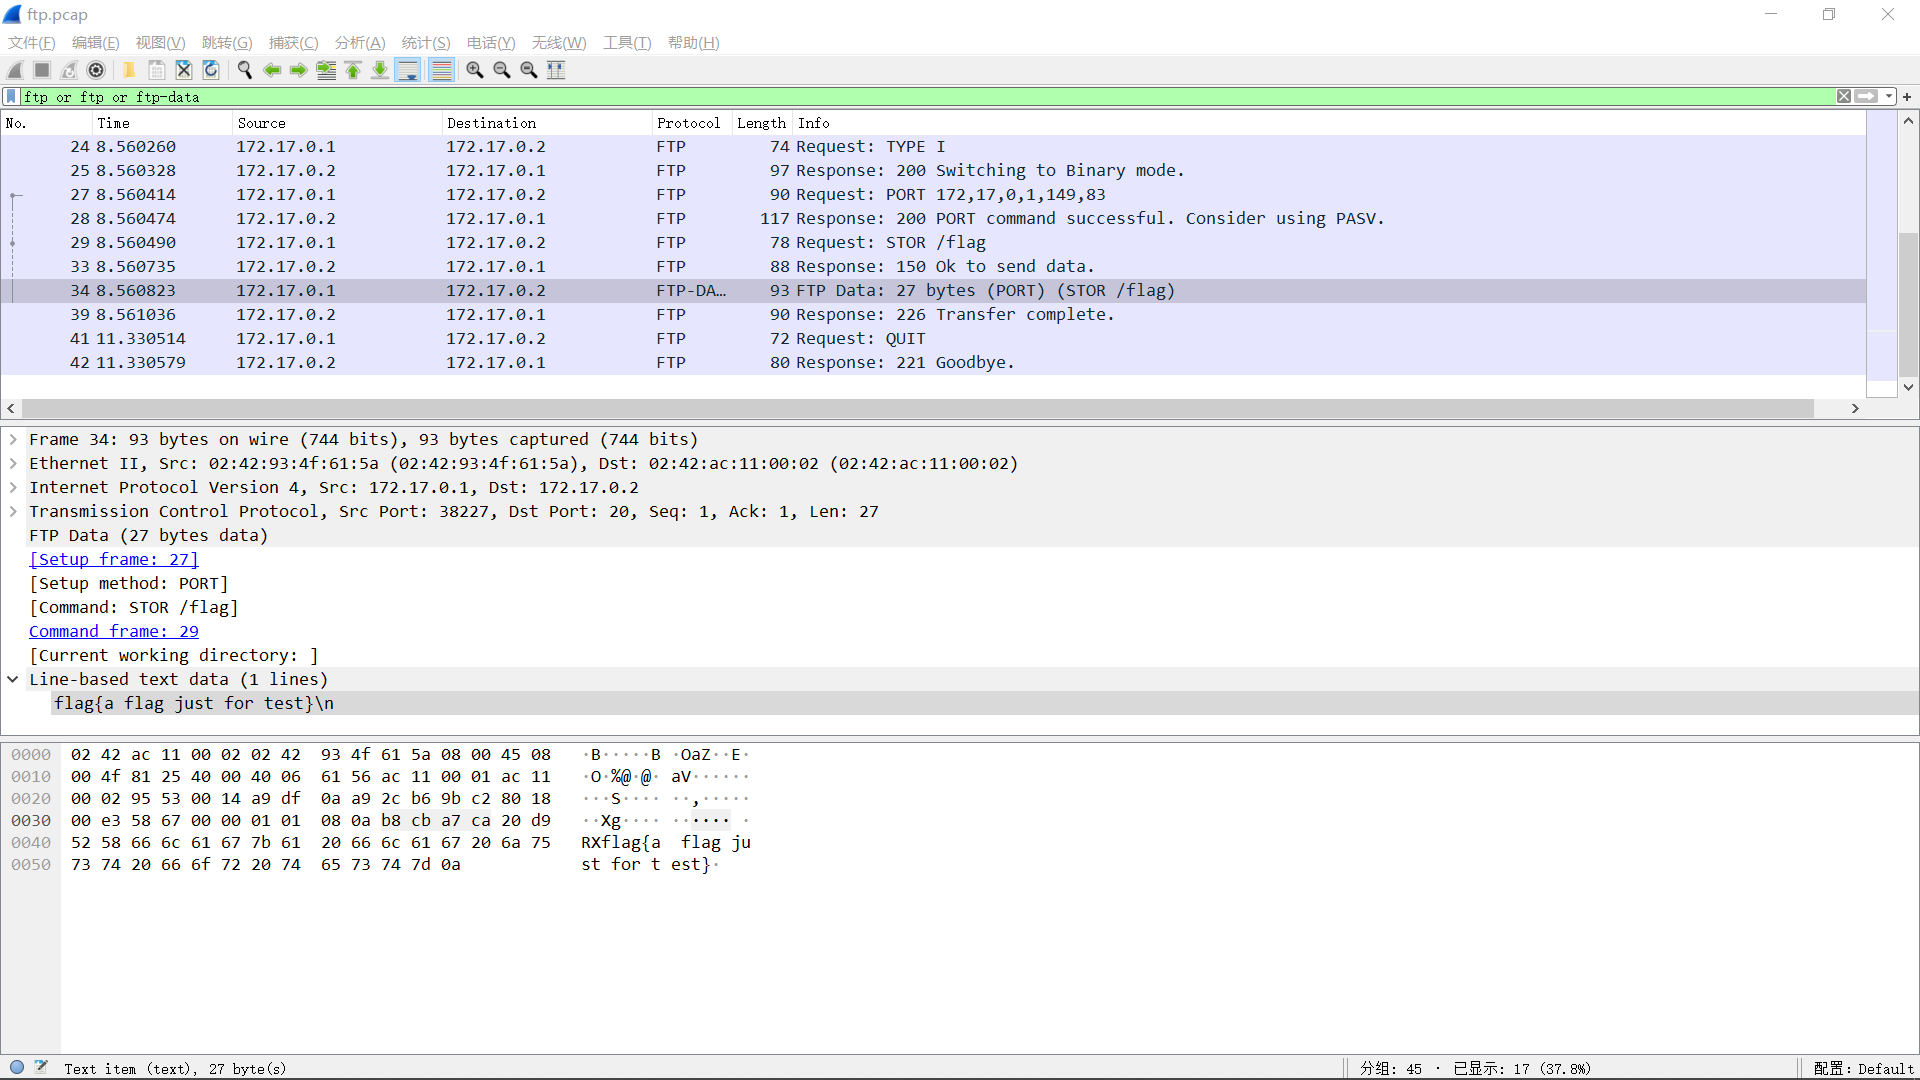 ftp.pcap
文件(F) 编辑(E) 视图(V) 跳转(G) 捕获(C) 分析(A) 统计(S) 电话(Y) 无线(W) 工具(T) 帮助(H)
ftp or ftp or ftp-data
No. Time Source Destination Protocol Length Info
24 8.560260 172.17.0.1 172.17.0.2 FTP 74 Request: TYPE I
25 8.560328 172.17.0.2 172.17.0.1 FTP 97 Response: 200 Switching to Binary mode.
27 8.560414 172.17.0.1 172.17.0.2 FTP 90 Request: PORT 172,17,0,1,149,83
28 8.560474 172.17.0.2 172.17.0.1 FTP 117 Response: 200 PORT command successful. Consider using PASV.
29 8.560490 172.17.0.1 172.17.0.2 FTP 78 Request: STOR /flag
33 8.560735 172.17.0.2 172.17.0.1 FTP 88 Response: 150 Ok to send data.
34 8.560823 172.17.0.1 172.17.0.2 FTP-DA… 93 FTP Data: 27 bytes (PORT) (STOR /flag)
39 8.561036 172.17.0.2 172.17.0.1 FTP 90 Response: 226 Transfer complete.
41 11.330514 172.17.0.1 172.17.0.2 FTP 72 Request: QUIT
42 11.330579 172.17.0.2 172.17.0.1 FTP 80 Response: 221 Goodbye.
Frame 34: 93 bytes on wire (744 bits), 93 bytes captured (744 bits)
Ethernet II, Src: 02:42:93:4f:61:5a (02:42:93:4f:61:5a), Dst: 02:42:ac:11:00:02 (02:42:ac:11:00:02)
Internet Protocol Version 4, Src: 172.17.0.1, Dst: 172.17.0.2
Transmission Control Protocol, Src Port: 38227, Dst Port: 20, Seq: 1, Ack: 1, Len: 27
FTP Data (27 bytes data)
[Setup frame: 27]
[Setup method: PORT]
[Command: STOR /flag]
Command frame: 29
[Current working directory: ]
Line-based text data (1 lines)
flag{a flag just for test}\n
0000 02 42 ac 11 00 02 02 42 93 4f 61 5a 08 00 45 08 ·B·····B ·OaZ··E·
0010 00 4f 81 25 40 00 40 06 61 56 ac 11 00 01 ac 11 ·O·%@·@· aV······
0020 00 02 95 53 00 14 a9 df 0a a9 2c b6 9b c2 80 18 ···S···· ··,·····
0030 00 e3 58 67 00 00 01 01 08 0a b8 cb a7 ca 20 d9 ··Xg···· ······ ·
0040 52 58 66 6c 61 67 7b 61 20 66 6c 61 67 20 6a 75 RXflag{a flag ju
0050 73 74 20 66 6f 72 20 74 65 73 74 7d 0a st for t est}·
Text item (text), 27 byte(s) 分组: 45 · 已显示: 17 (37.8%) 配置: Default